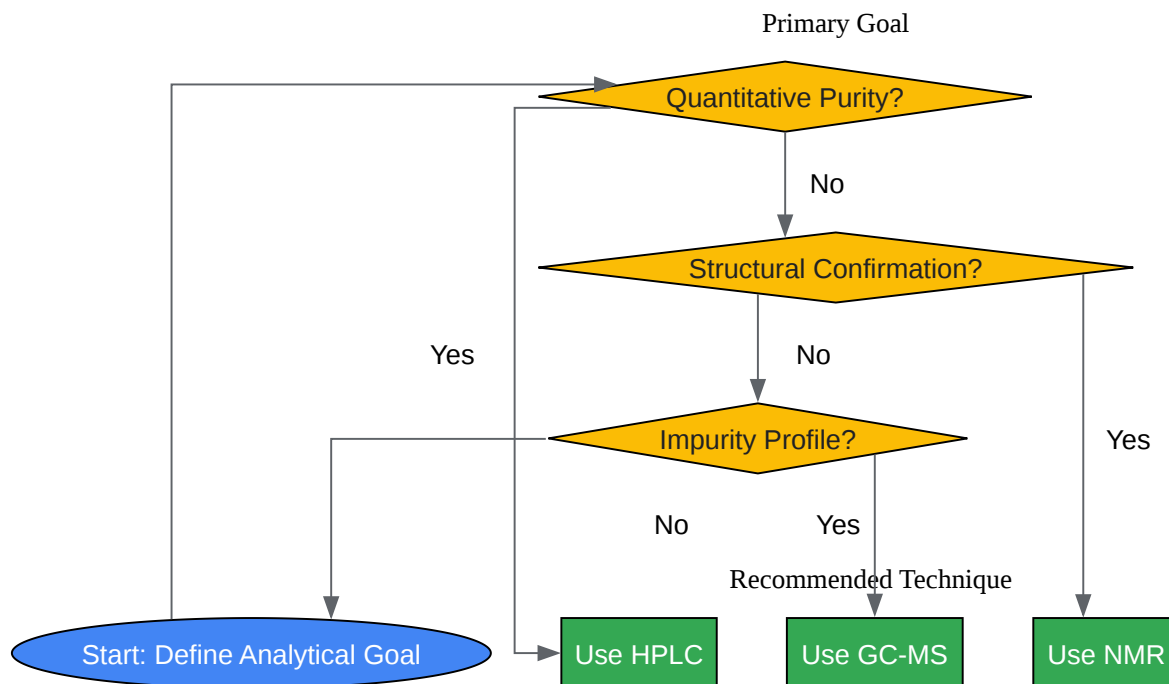 Primary Goal
Quantitative Purity?
No
Structural Confirmation?
Yes
No
Impurity Profile?
Yes
No
Yes
Recommended Technique
Start: Define Analytical Goal
Use HPLC
Use GC-MS
Use NMR